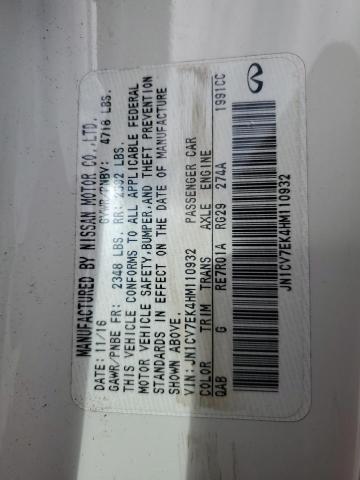 MANUFACTURED BY NISSAN MOTOR CO.,LTD.
DATE: 11/16 GVWR/PNBV: 4718 LBS.
GAWR/PNBE FR: 2348 LBS. RR: LBS.
THIS VEHICLE CONFORMS TO ALL APPLICABLE FEDERAL
MOTOR VEHICLE SAFETY,BUMPER,AND THEFT PREVENTION
STANDARDS IN EFFECT ON THE DATE OF MANUFACTURE
SHOWN ABOVE.
VIN: JN1CV7EK4HM110932 PASSENGER CAR
COLOR TRIM TRANS AXLE ENGINE
QAB G RE7R01A RG29 274A 1991CC
JN1CV7EK4HM110932